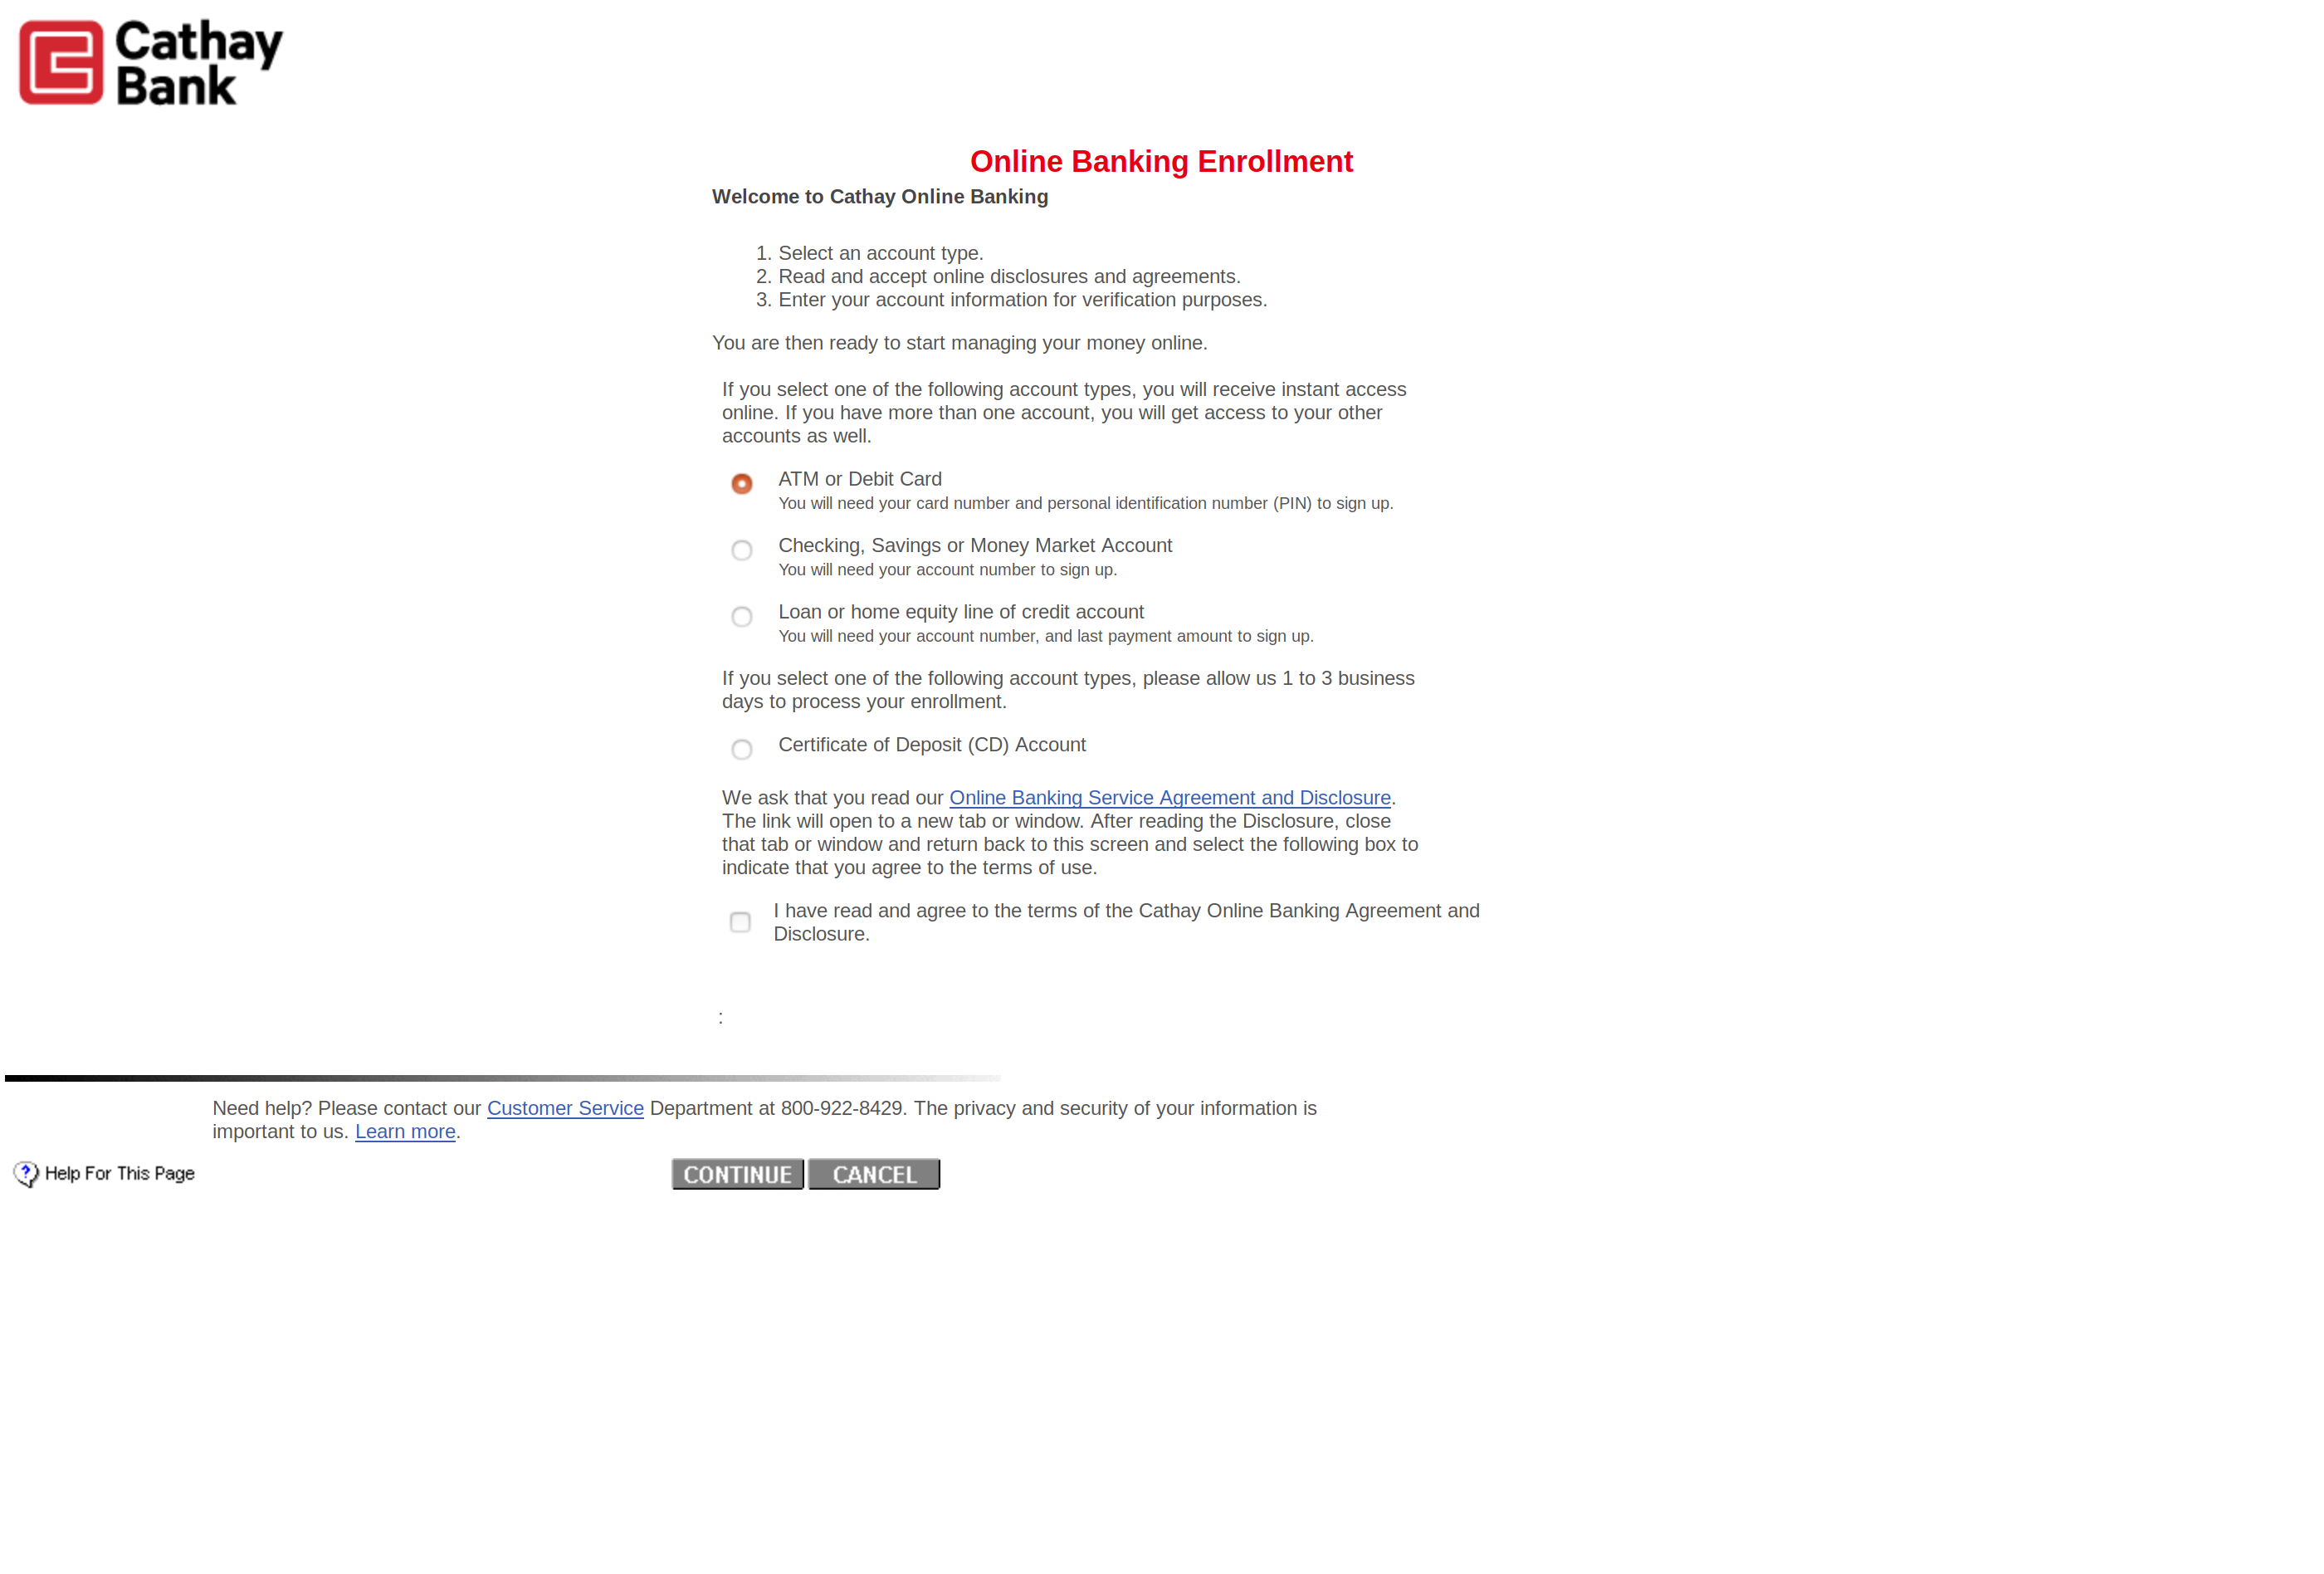 Cathay
Bank
Online Banking Enrollment
Welcome to Cathay Online Banking
1. Select an account type.
2. Read and accept online disclosures and agreements.
3. Enter your account information for verification purposes.
You are then ready to start managing your money online.
If you select one of the following account types, you will receive instant access
online. If you have more than one account, you will get access to your other
accounts as well.
ATM or Debit Card
You will need your card number and personal identification number (PIN) to sign up.
Checking, Savings or Money Market Account
You will need your account number to sign up.
Loan or home equity line of credit account
You will need your account number, and last payment amount to sign up.
If you select one of the following account types, please allow us 1 to 3 business
days to process your enrollment.
Certificate of Deposit (CD) Account
We ask that you read our Online Banking Service Agreement and Disclosure.
The link will open to a new tab or window. After reading the Disclosure, close
that tab or window and return back to this screen and select the following box to
indicate that you agree to the terms of use.
I have read and agree to the terms of the Cathay Online Banking Agreement and
Disclosure.
:
Need help? Please contact our Customer Service Department at 800-922-8429. The privacy and security of your information is
important to us. Learn more.
? Help For This Page
CONTINUE CANCEL